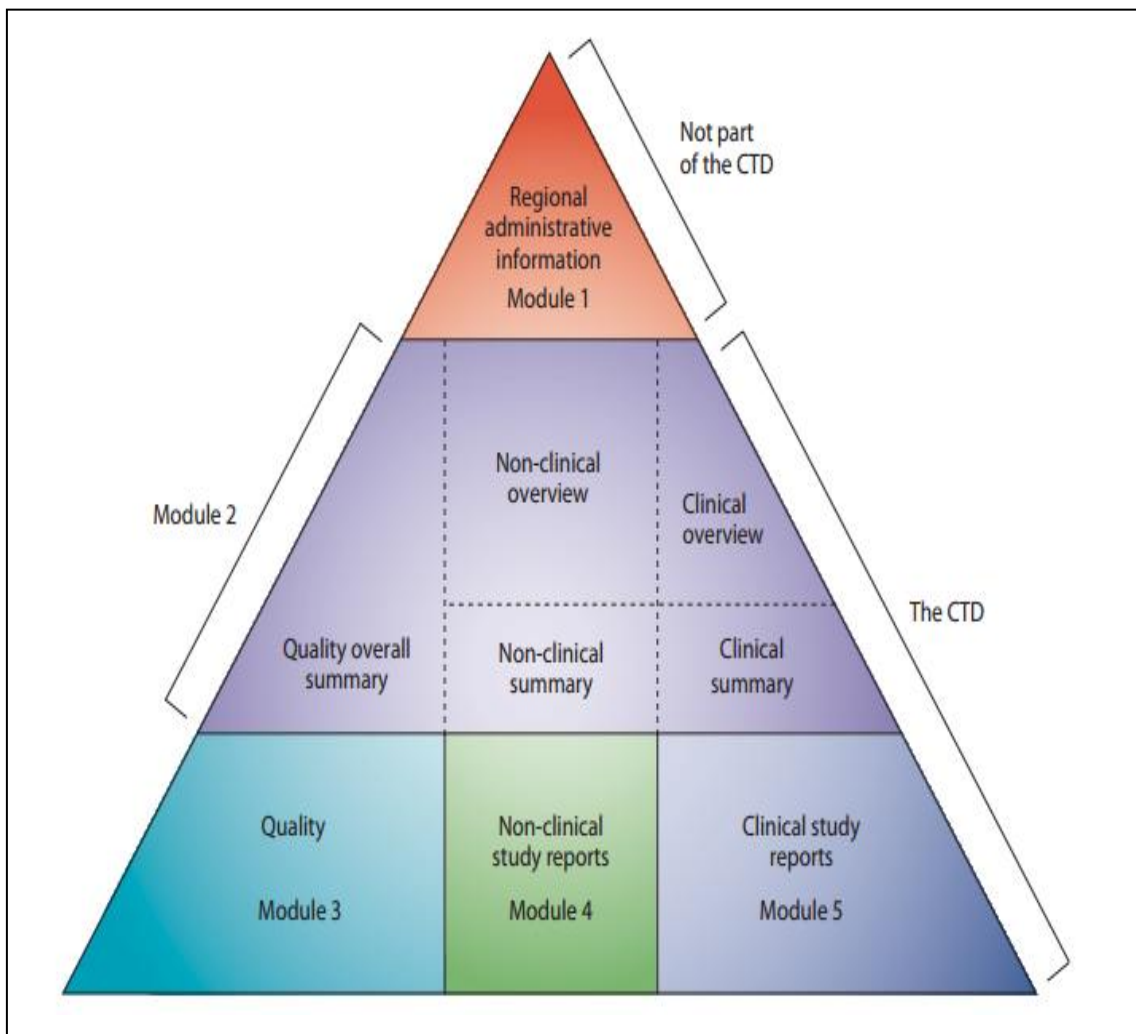 Not part
of the CTD
Regional
administrative
information
Module 1
Module 2
Non-clinical
overview
Clinical
overview
The CTD
Quality overall
summary
Non-clinical
summary
Clinical
summary
Quality
Module 3
Non-clinical
study reports
Module 4
Clinical study
reports
Module 5